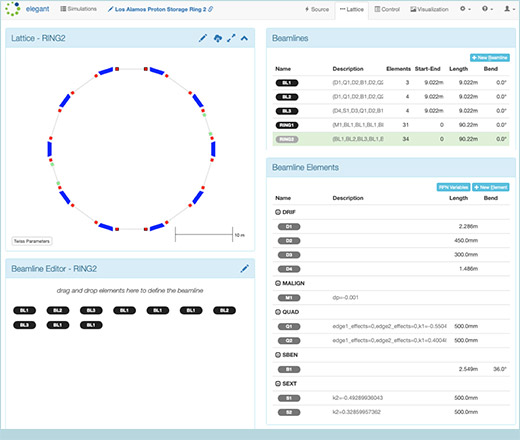 elegant
Simulations
Los Alamos Proton Storage Ring 2
Source
Lattice
Control
Visualization
Lattice - RING2
10 m
Twiss Parameters
Beamline Editor - RING2
drag and drop elements here to define the beamline
BL1 BL2 BL3 BL1 BL1 BL1 BL2
BL3 BL1 BL1
Beamlines
New Beamline
Name Description Elements Start-End Length Bend
BL1 (D1,Q1,D2,B1,D2,Q2 3 9.022m 9.022m 0.0°
BL2 (D1,Q1,D2,B1,D2,Q 4 9.022m 9.022m 0.0°
BL3 (D4,S1,D3,Q1,D2,B 4 9.022m 9.022m 0.0°
RING1 (M1,BL1,BL1,BL1,B 31 0 90.22m 0.0°
RING2 (BL1,BL2,BL3,BL1,E 34 0 90.22m 0.0°
Beamline Elements
RPN Variables
New Element
Name Description Length Bend
DRIF
D1 2.286m
D2 450.0mm
D3 300.0mm
D4 1.486m
MALIGN
M1 dp=-0.001
QUAD
Q1 edge1_effects=0,edge2_effects=0,k1=-0.5504 500.0mm
Q2 edge1_effects=0,edge2_effects=0,k1=0.40048 500.0mm
SBEN
B1 2.549m 36.0°
SEXT
S1 k2=-0.49289936043 500.0mm
S2 k2=0.32859957362 500.0mm